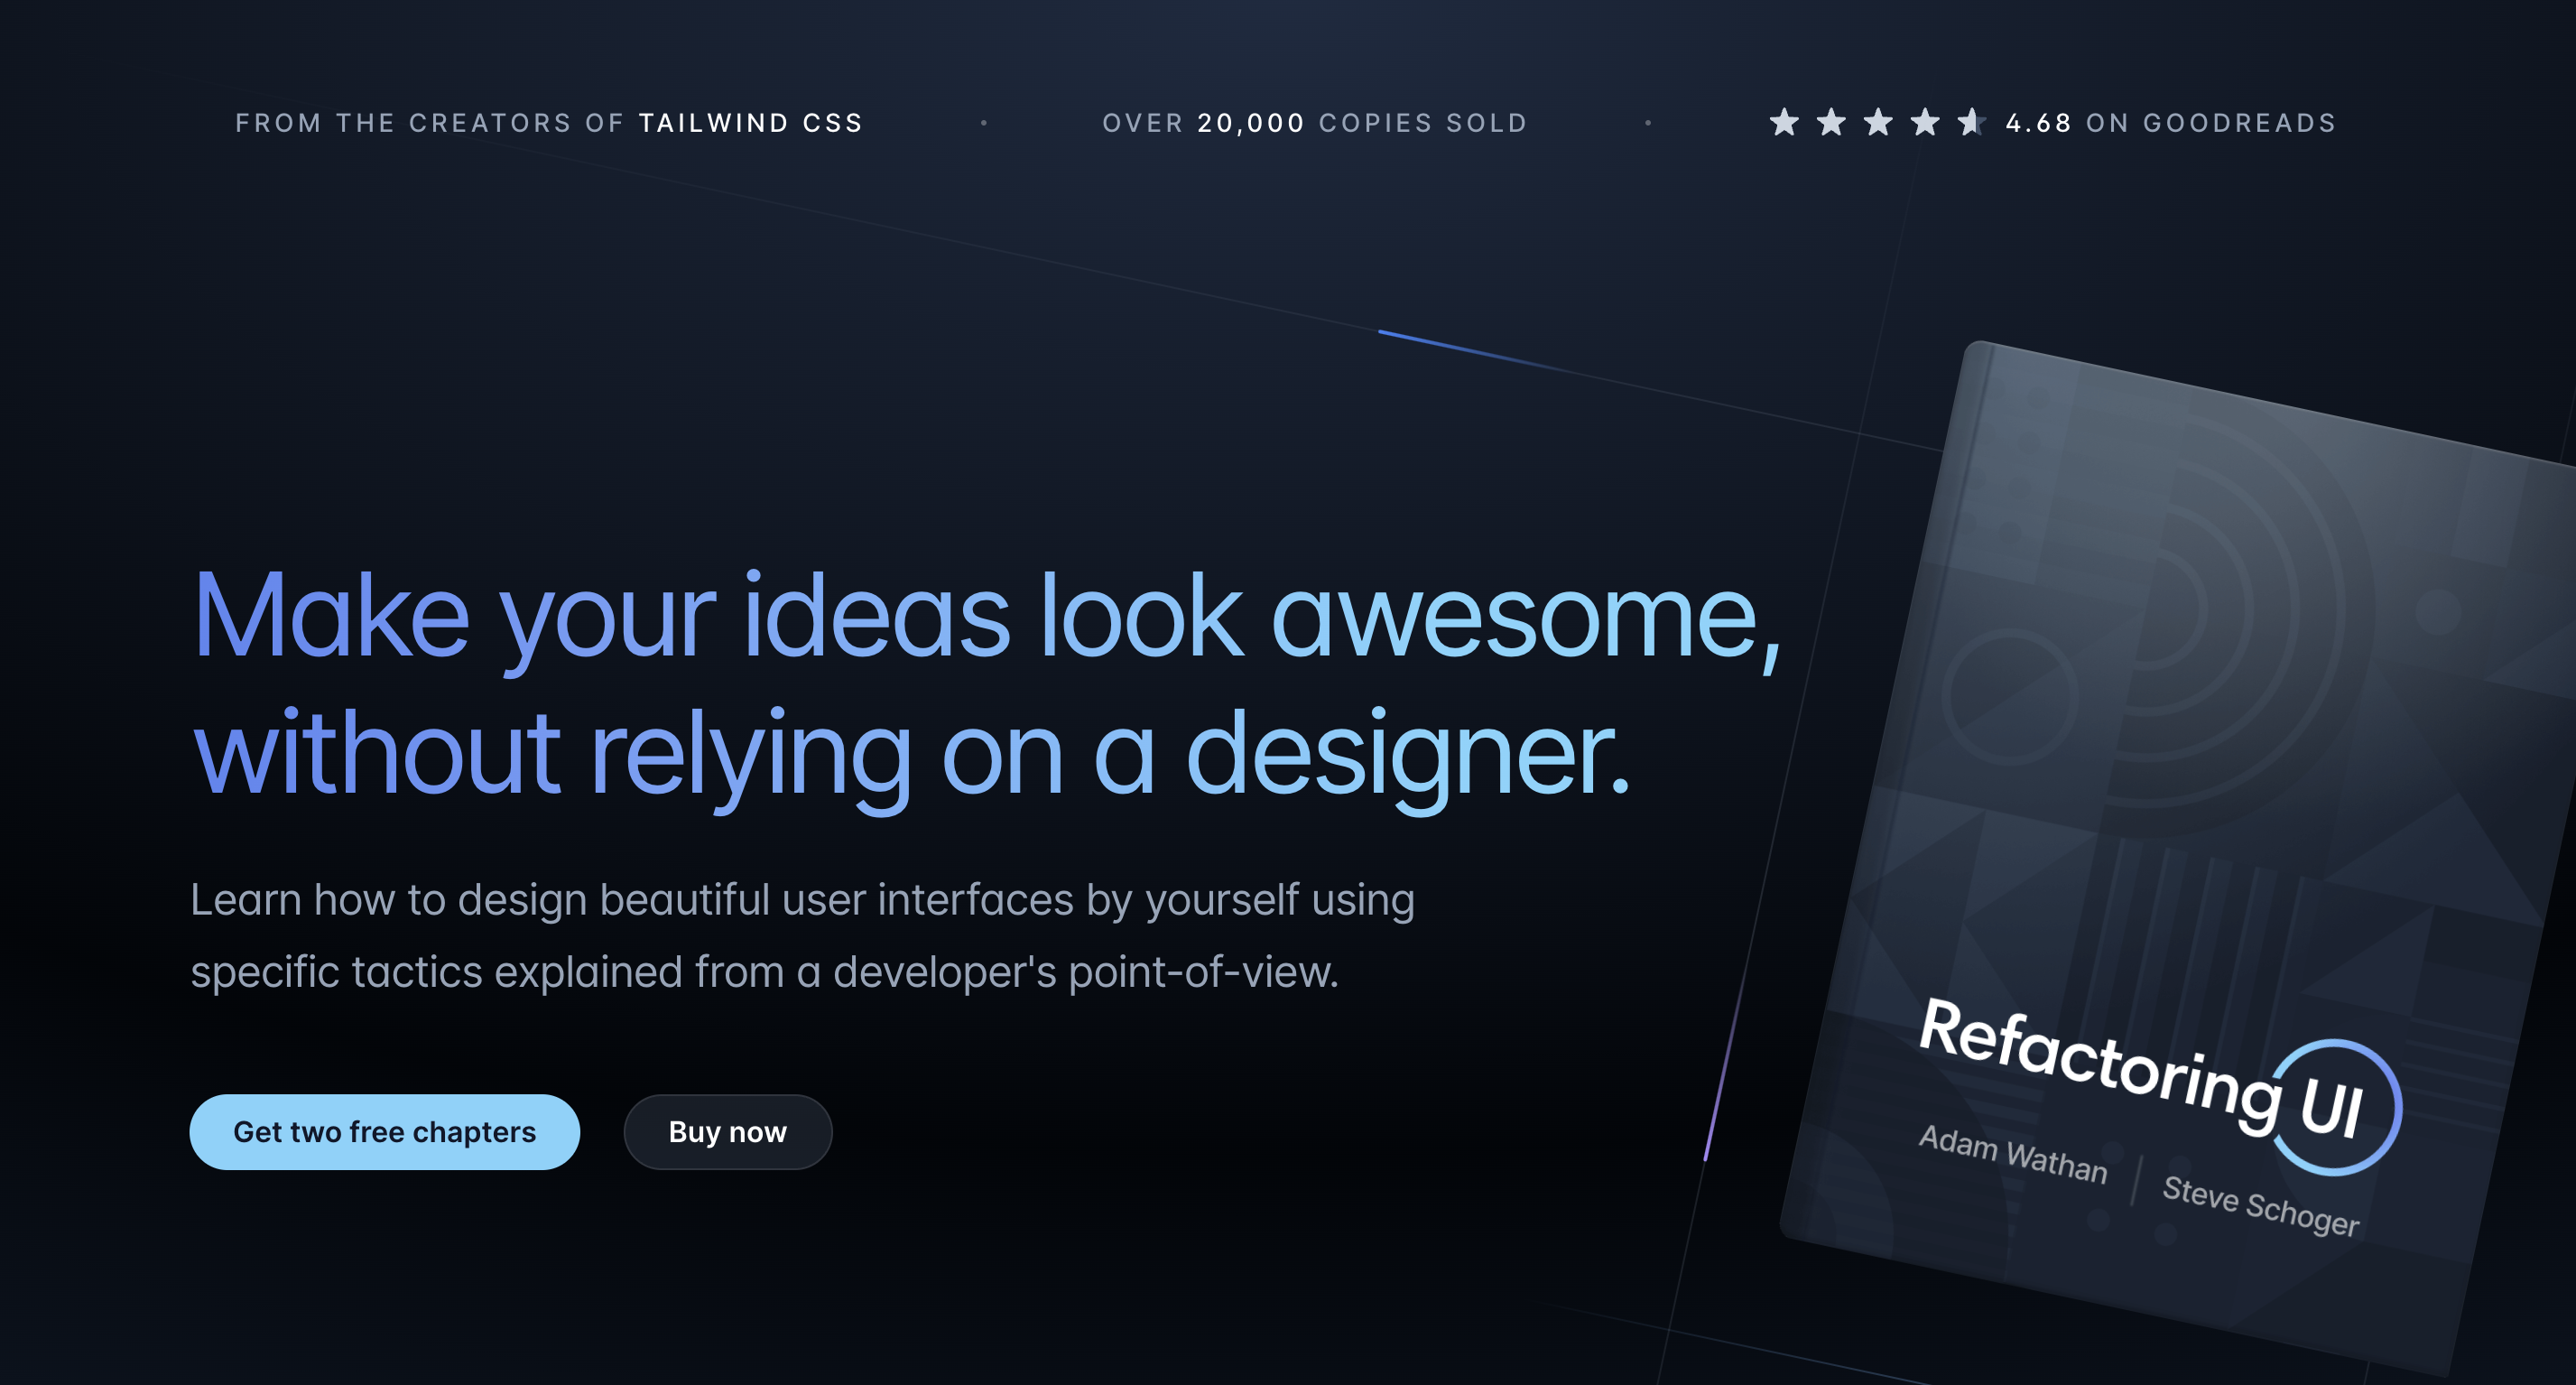 FROM THE CREATORS OF TAILWIND CSS
OVER 20,000 COPIES SOLD
4.68 ON GOODREADS
Make your ideas look awesome,
without relying on a designer.
Learn how to design beautiful user interfaces by yourself using
specific tactics explained from a developer's point-of-view.
Get two free chapters
Buy now
Refactoring UI
Adam Wathan
Steve Schoger